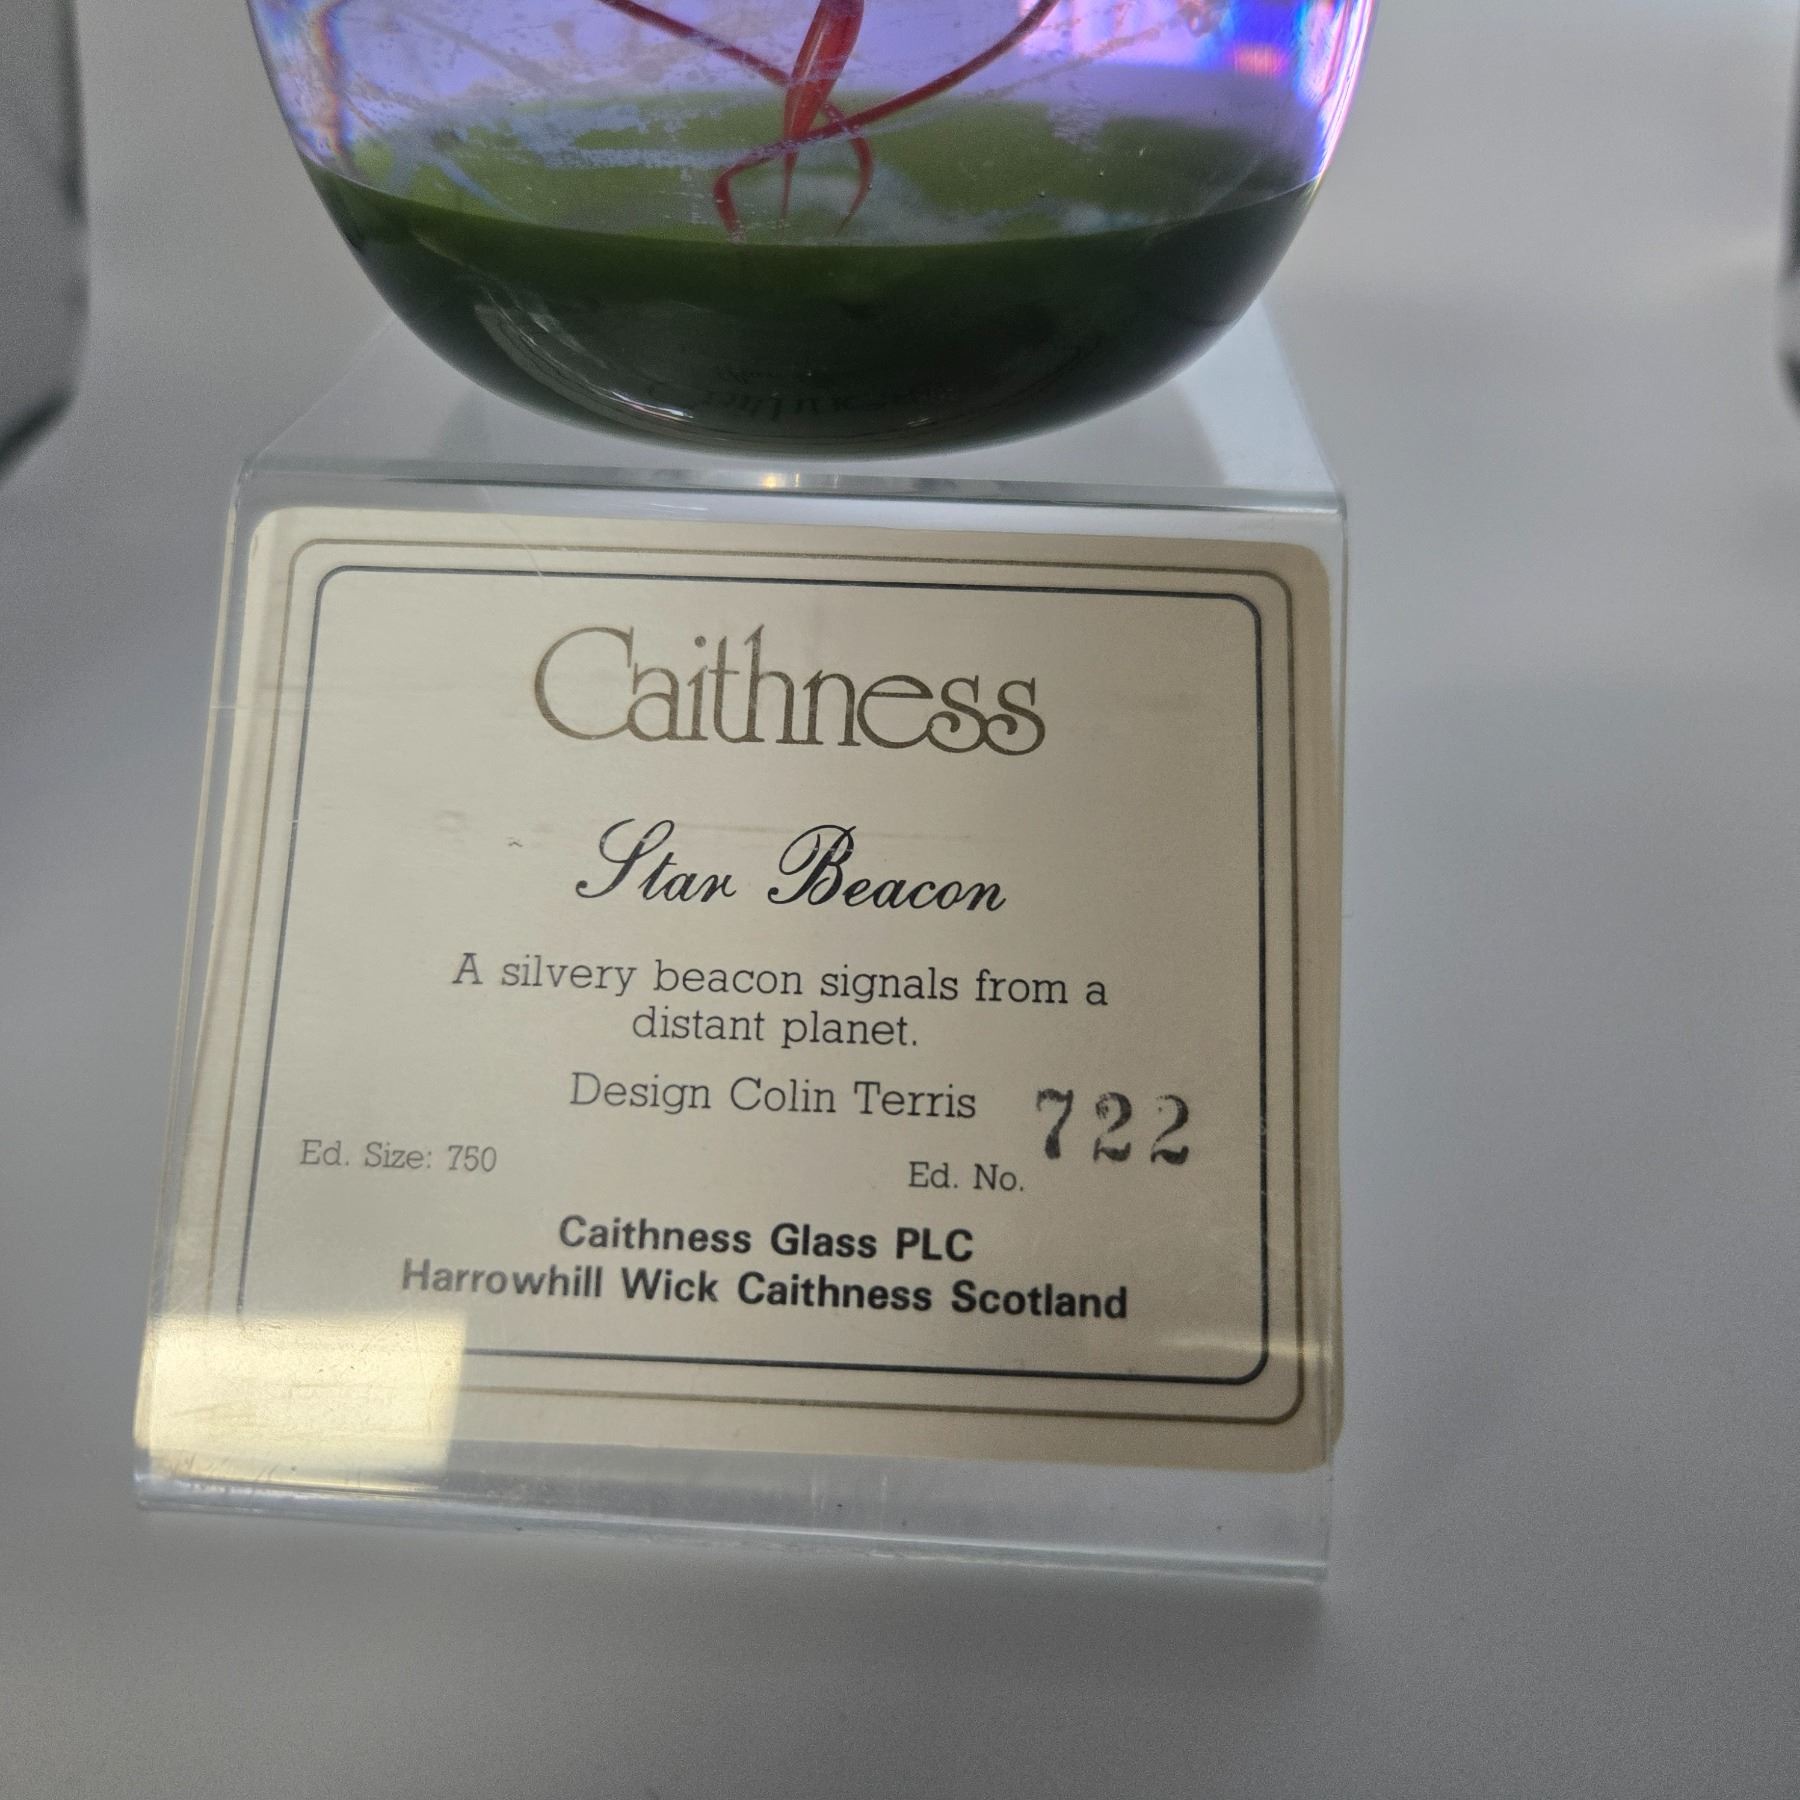 Caithness
Star Beacon
A silvery beacon signals from a
distant planet.
Design Colin Terris
Ed. Size: 750
Ed. No. 722
Caithness Glass PLC
Harrowhill Wick Caithness Scotland